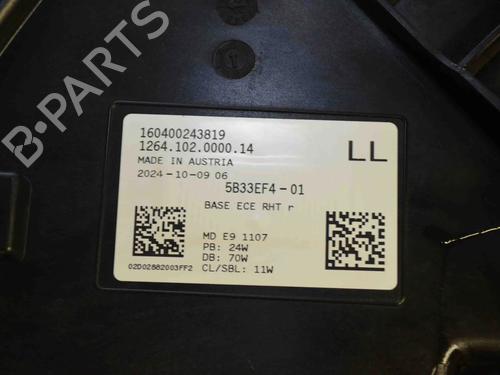 160400243819
1264.102.0000.14
LL
MADE IN AUSTRIA
2024-10-09 06
5B33EF4-01
BASE ECE RHT r
MD E9 1107
PB: 24W
DB: 70W
CL/SBL: 11W
02D02882003FF2
B-PARTS